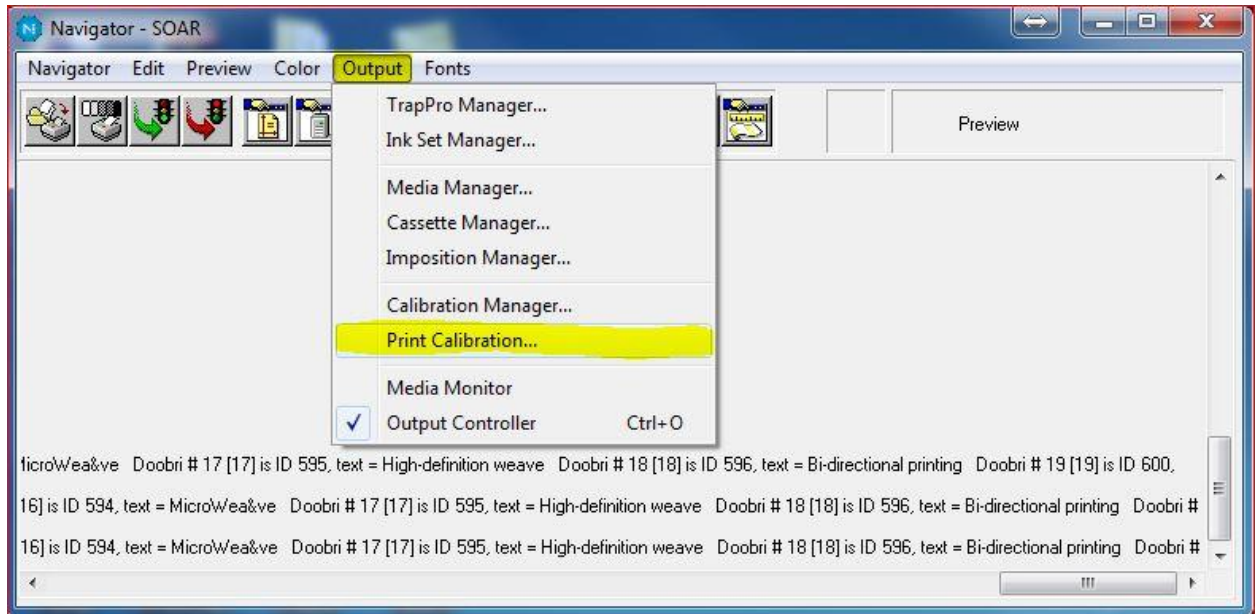 Navigator - SOAR
Navigator Edit Preview Color Output Fonts
Preview
TrapPro Manager...
Ink Set Manager...
Media Manager...
Cassette Manager...
Imposition Manager...
Calibration Manager...
Print Calibration...
Media Monitor
Output Controller Ctrl+O
MicroWea&ve Doobri # 17 [17] is ID 595, text = High-definition weave Doobri # 18 [18] is ID 596, text = Bi-directional printing Doobri # 19 [19] is ID 600,
16] is ID 594, text = MicroWea&ve Doobri # 17 [17] is ID 595, text = High-definition weave Doobri # 18 [18] is ID 596, text = Bi-directional printing Doobri #
16] is ID 594, text = MicroWea&ve Doobri # 17 [17] is ID 595, text = High-definition weave Doobri # 18 [18] is ID 596, text = Bi-directional printing Doobri #